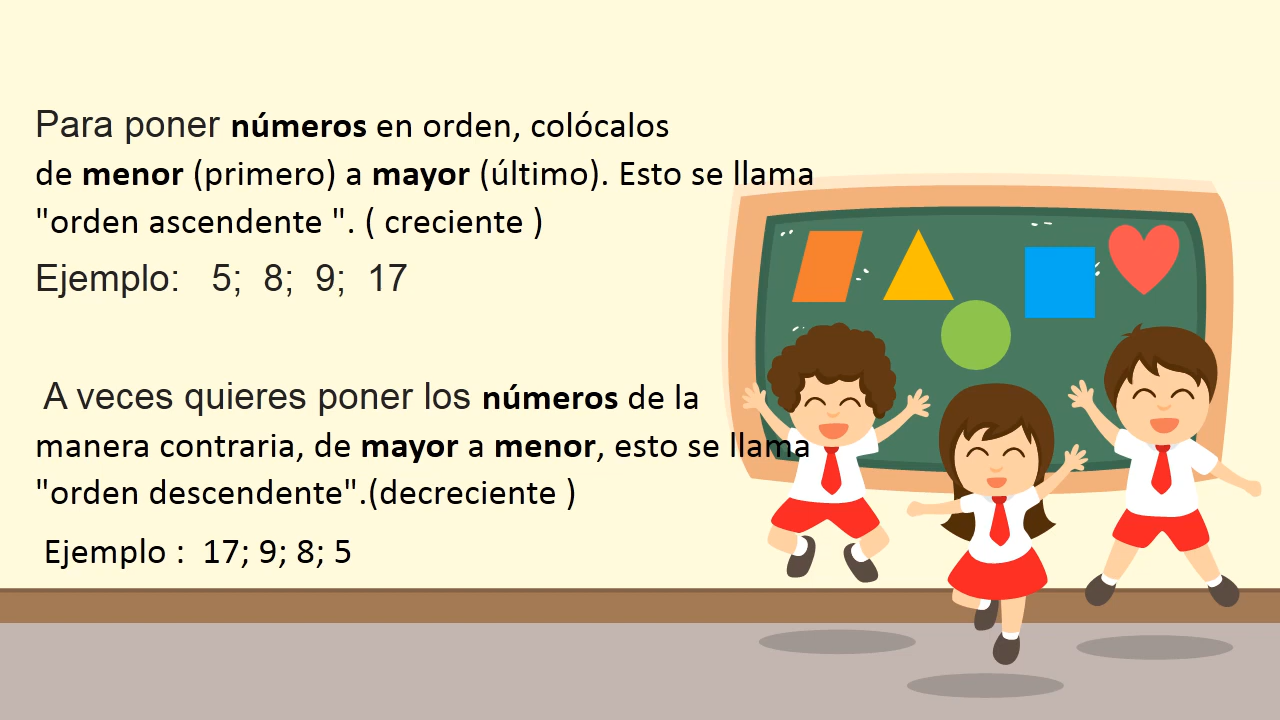 Para poner números en orden, colócalos
de menor (primero) a mayor (último). Esto se llama
"orden ascendente ". ( creciente )
Ejemplo: 5; 8; 9; 17
A veces quieres poner los números de la
manera contraria, de mayor a menor, esto se llama
"orden descendente".(decreciente )
Ejemplo : 17; 9; 8; 5